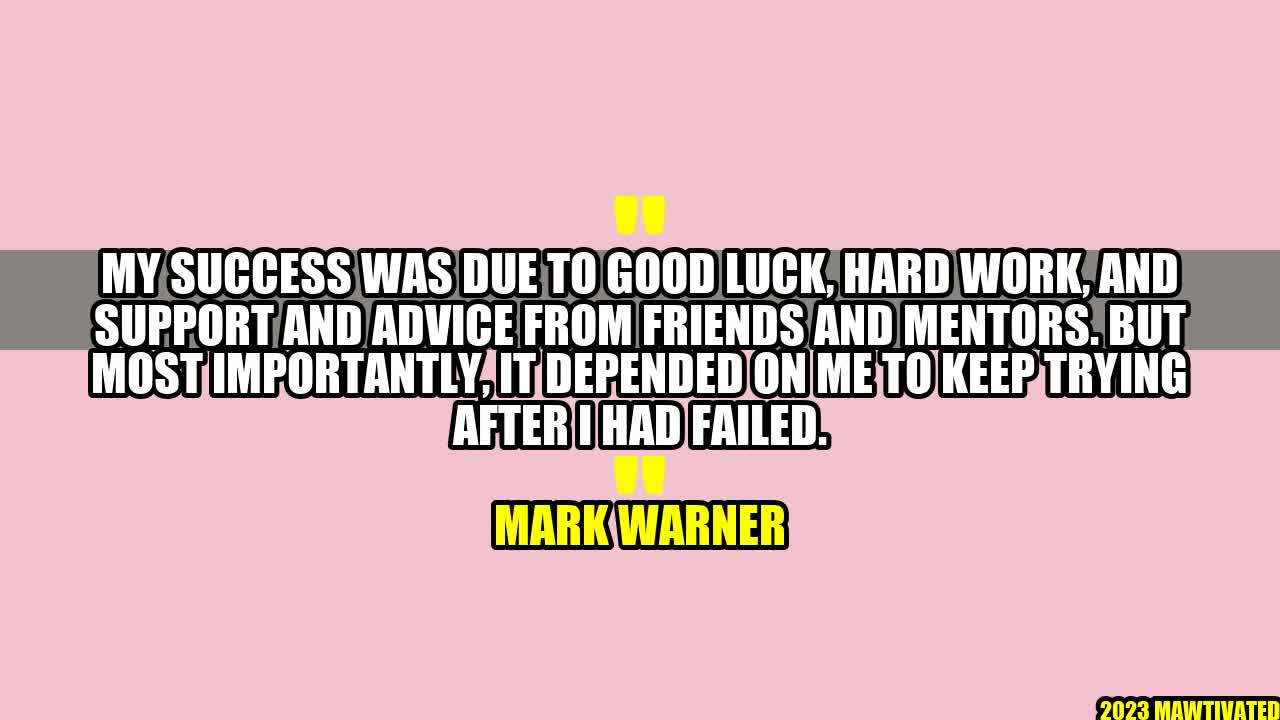 "
MY SUCCESS WAS DUE TO GOOD LUCK, HARD WORK, AND
SUPPORT AND ADVICE FROM FRIENDS AND MENTORS. BUT
MOST IMPORTANTLY, IT DEPENDED ON ME TO KEEP TRYING
AFTER I HAD FAILED.
"
MARK WARNER
2023 MAWTIVATED